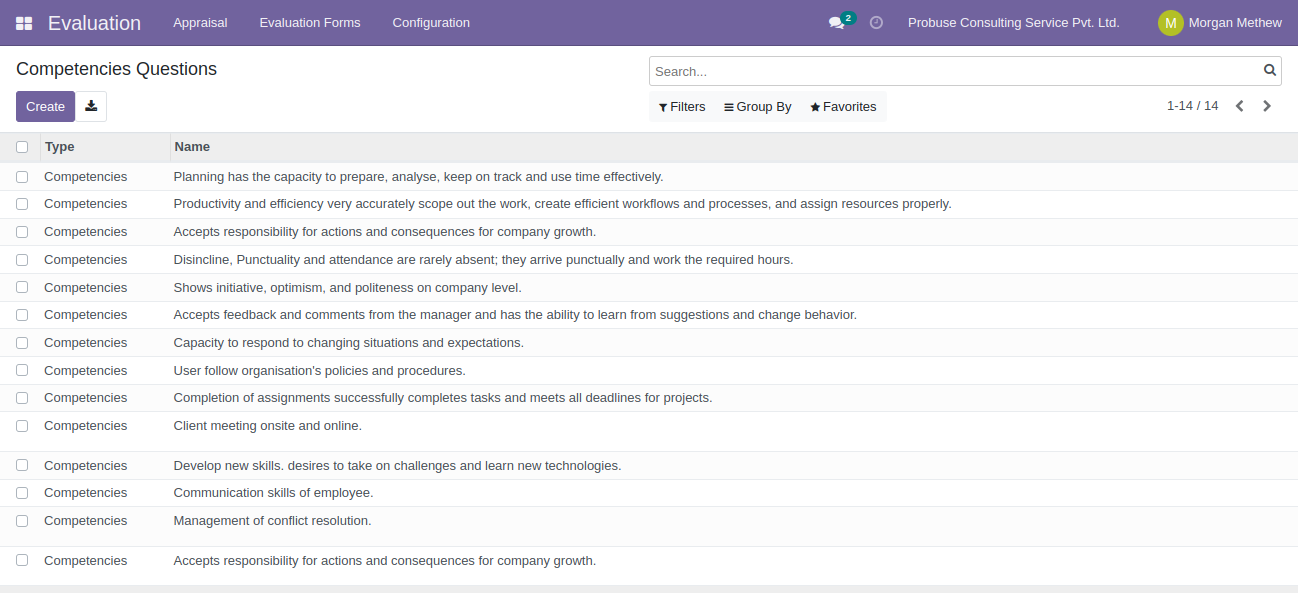 Evaluation Appraisal Evaluation Forms Configuration 2 Probuse Consulting Service Pvt. Ltd. M Morgan Methew
Competencies Questions Search...
Create Filters Group By Favorites 1-14 / 14
Type Name
Competencies Planning has the capacity to prepare, analyse, keep on track and use time effectively.
Competencies Productivity and efficiency very accurately scope out the work, create efficient workflows and processes, and assign resources properly.
Competencies Accepts responsibility for actions and consequences for company growth.
Competencies Disincline, Punctuality and attendance are rarely absent; they arrive punctually and work the required hours.
Competencies Shows initiative, optimism, and politeness on company level.
Competencies Accepts feedback and comments from the manager and has the ability to learn from suggestions and change behavior.
Competencies Capacity to respond to changing situations and expectations.
Competencies User follow organisation's policies and procedures.
Competencies Completion of assignments successfully completes tasks and meets all deadlines for projects.
Competencies Client meeting onsite and online.
Competencies Develop new skills. desires to take on challenges and learn new technologies.
Competencies Communication skills of employee.
Competencies Management of conflict resolution.
Competencies Accepts responsibility for actions and consequences for company growth.